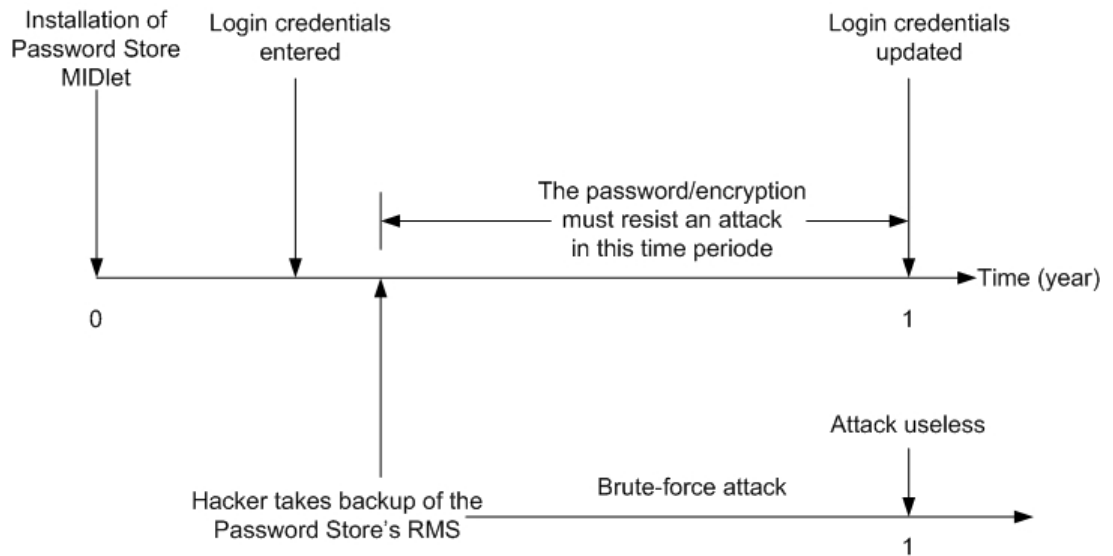 Installation of
Password Store
MIDlet
Login credentials
entered
Login credentials
updated
The password/encryption
must resist an attack
in this time periode
Time (year)
0
1
Attack useless
Hacker takes backup of the
Password Store's RMS
Brute-force attack
1